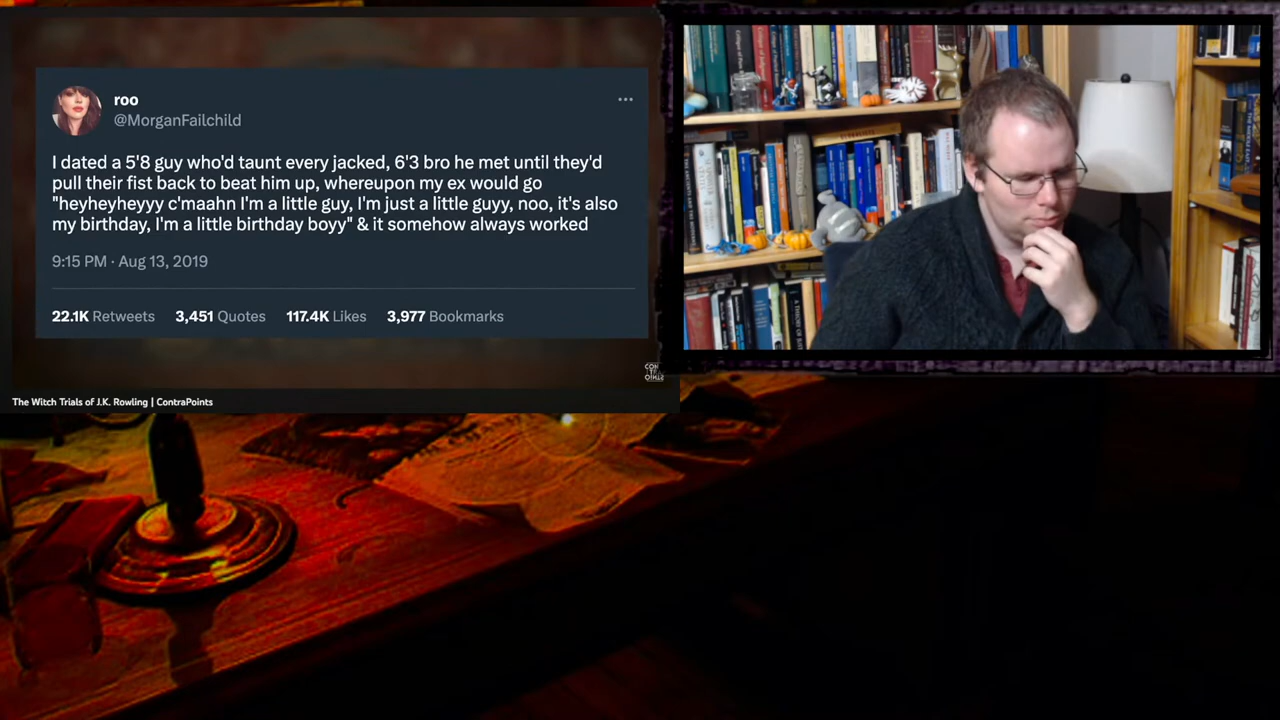 roo
@MorganFailchild
I dated a 5'8 guy who'd taunt every jacked, 6'3 bro he met until they'd
pull their fist back to beat him up, whereupon my ex would go
"heyheyheyyy c'maahn I'm a little guy, I'm just a little guyy, noo, it's also
my birthday, I'm a little birthday boyy" & it somehow always worked
9:15 PM · Aug 13, 2019
22.1K Retweets 3,451 Quotes 117.4K Likes 3,977 Bookmarks
The Witch Trials of J.K. Rowling | ContraPoints